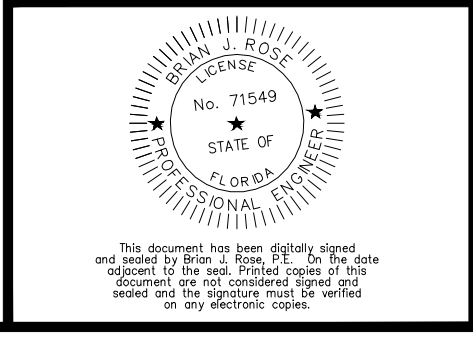 BRIAN J. ROSE
LICENSE
No. 71549
STATE OF
FLORIDA
PROFESSIONAL ENGINEER
This document has been digitally signed
and sealed by Brian J. Rose, P.E. On the date
adjacent to the seal. Printed copies of this
document are not considered signed and
sealed and the signature must be verified
on any electronic copies.